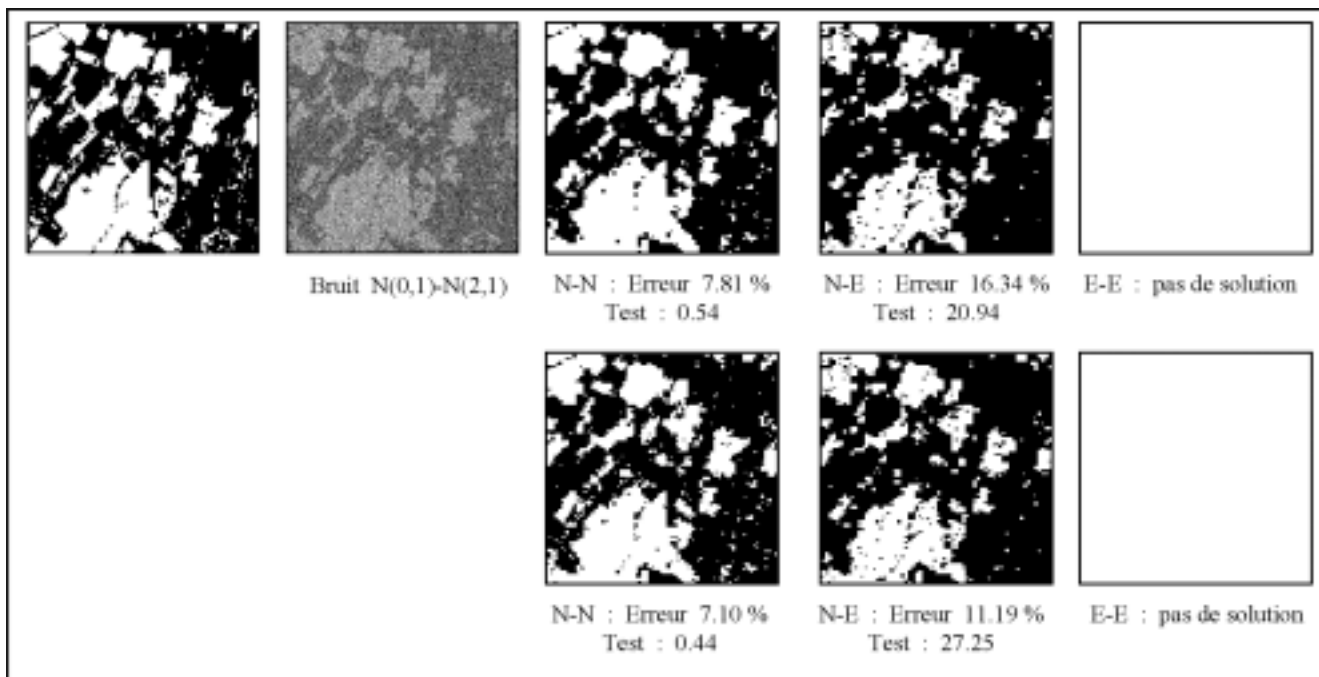 Bruit N(0,1)-N(2,1)
N-N : Erreur 7.81 %
Test : 0.54
N-E : Erreur 16.34 %
Test : 20.94
E-E : pas de solution
N-N : Erreur 7.10 %
Test : 0.44
N-E : Erreur 11.19 %
Test : 27.25
E-E : pas de solution